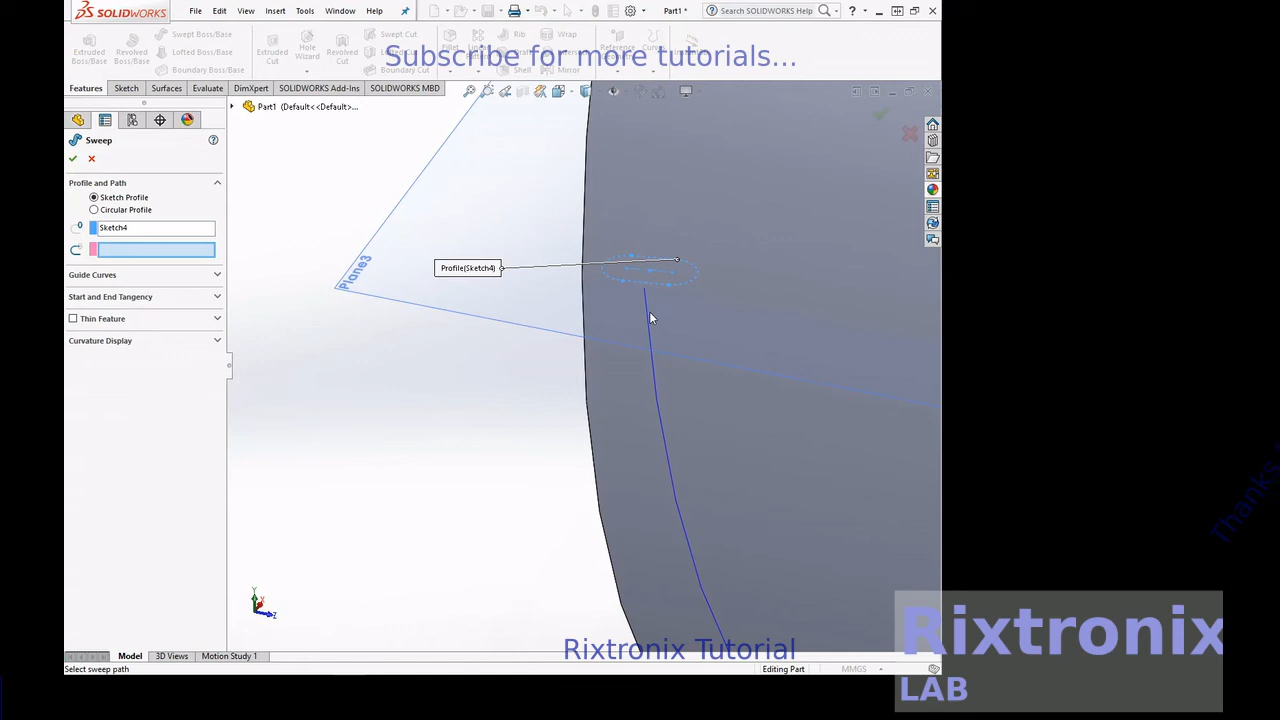 SOLIDWORKS File Edit View Insert Tools Window Help Part1 * Search SOLIDWORKS Help ?
Extruded Boss/Base
Revolved Boss/Base
Swept Boss/Base
Lofted Boss/Base
Boundary Boss/Base
Extruded Cut
Hole Wizard
Revolved Cut
Swept Cut
Boundary Cut
Fillet
Rib
Wrap
Shell
Mirror
Reference
Curves
Subscribe for more tutorials...
Features Sketch Surfaces Evaluate DimXpert SOLIDWORKS Add-Ins SOLIDWORKS MBD
Part1 (Default<<Default>...
Sweep
Profile and Path
Sketch Profile
Circular Profile
Sketch4
Guide Curves
Start and End Tangency
Thin Feature
Curvature Display
Plane3
Profile(Sketch4)
Y
X
Z
Thanks
Rixtronix Tutorial
Rixtronix
LAB
Model 3D Views Motion Study 1
Select sweep path Editing Part MMGS